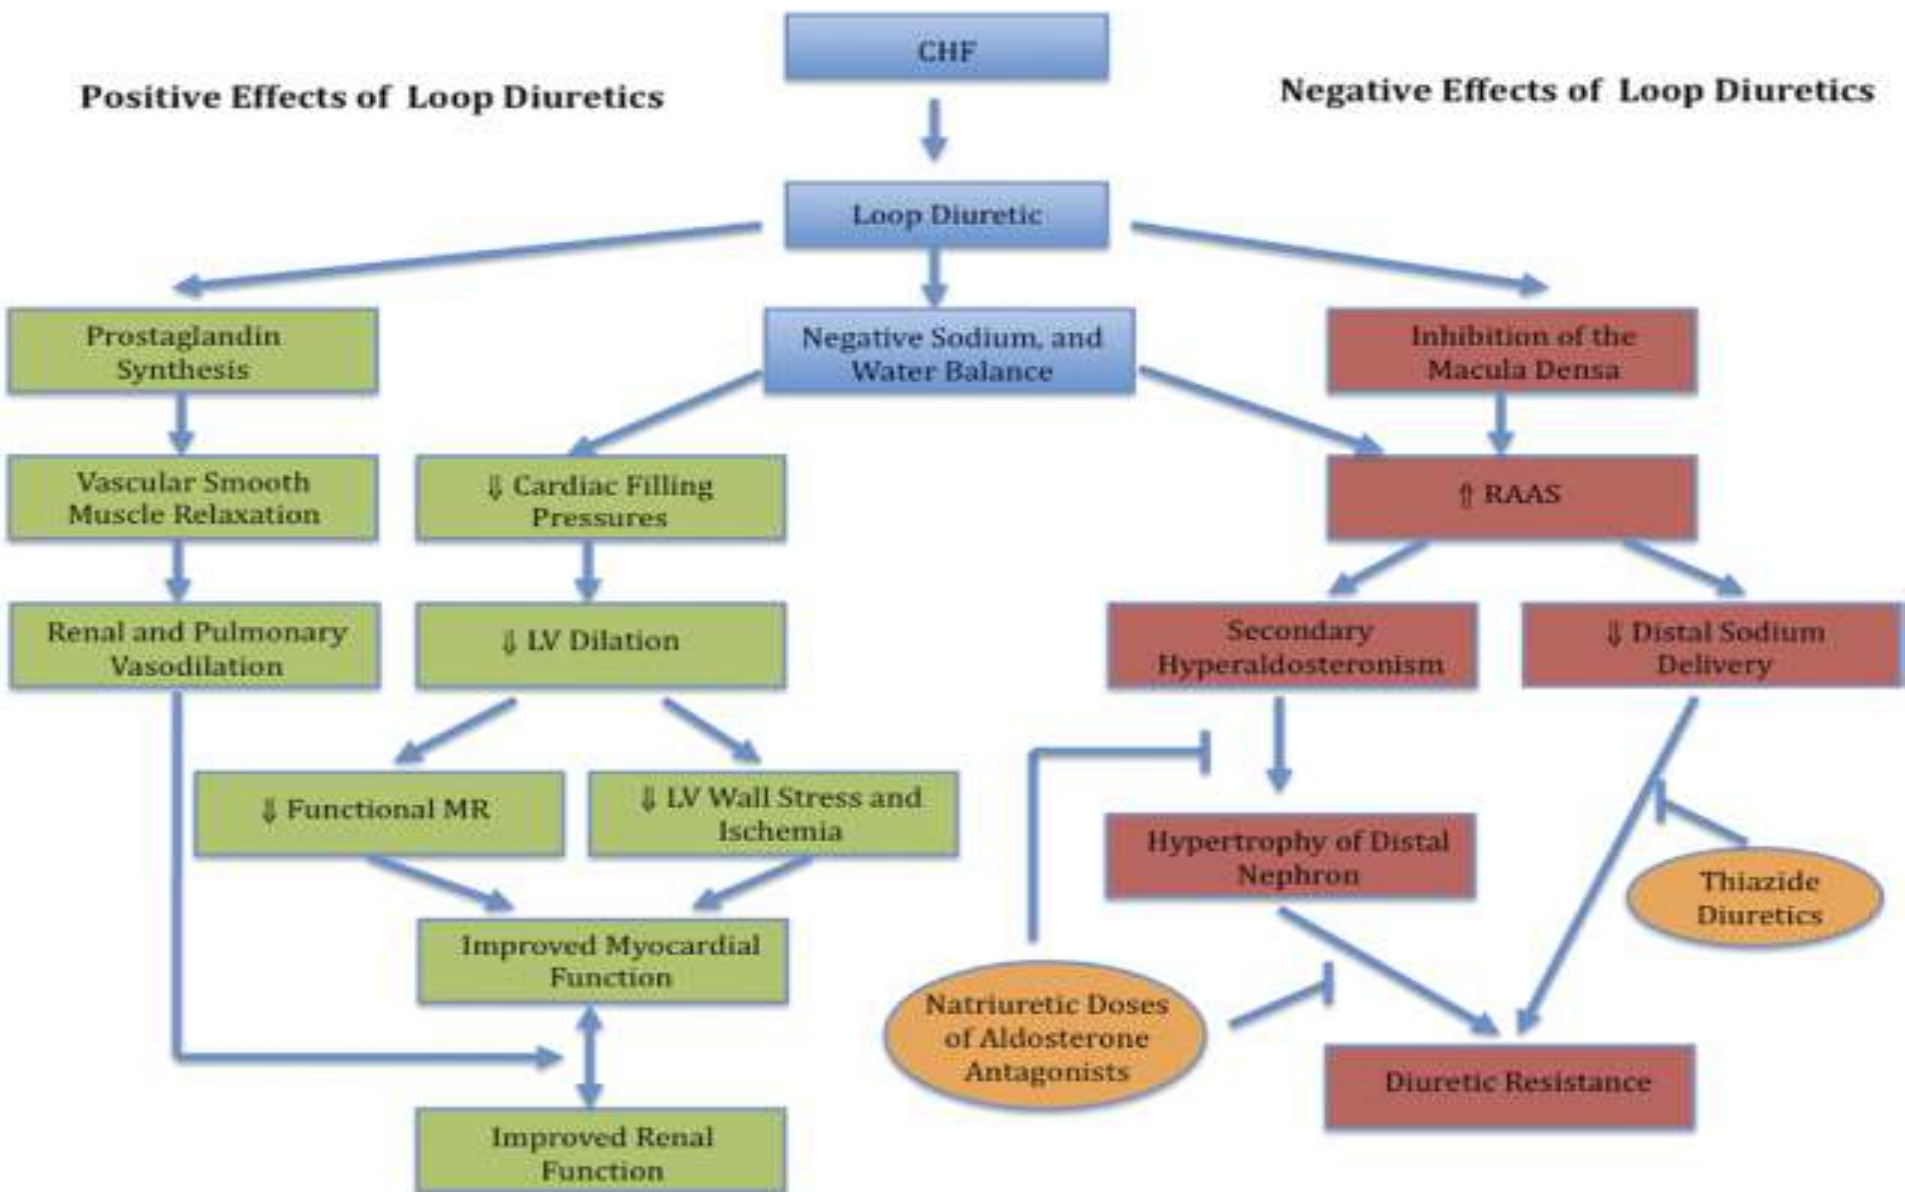 CHF
Positive Effects of Loop Diuretics
Negative Effects of Loop Diuretics
Loop Diuretic
Prostaglandin
Synthesis
Negative Sodium, and
Water Balance
Inhibition of the
Macula Densa
Vascular Smooth
Muscle Relaxation
⇓ Cardiac Filling
Pressures
⇑ RAAS
Renal and Pulmonary
Vasodilation
⇓ LV Dilation
Secondary
Hyperaldosteronism
⇓ Distal Sodium
Delivery
⇓ Functional MR
⇓ LV Wall Stress and
Ischemia
Hypertrophy of Distal
Nephron
Thiazide
Diuretics
Improved Myocardial
Function
Natriuretic Doses
of Aldosterone
Antagonists
Diuretic Resistance
Improved Renal
Function